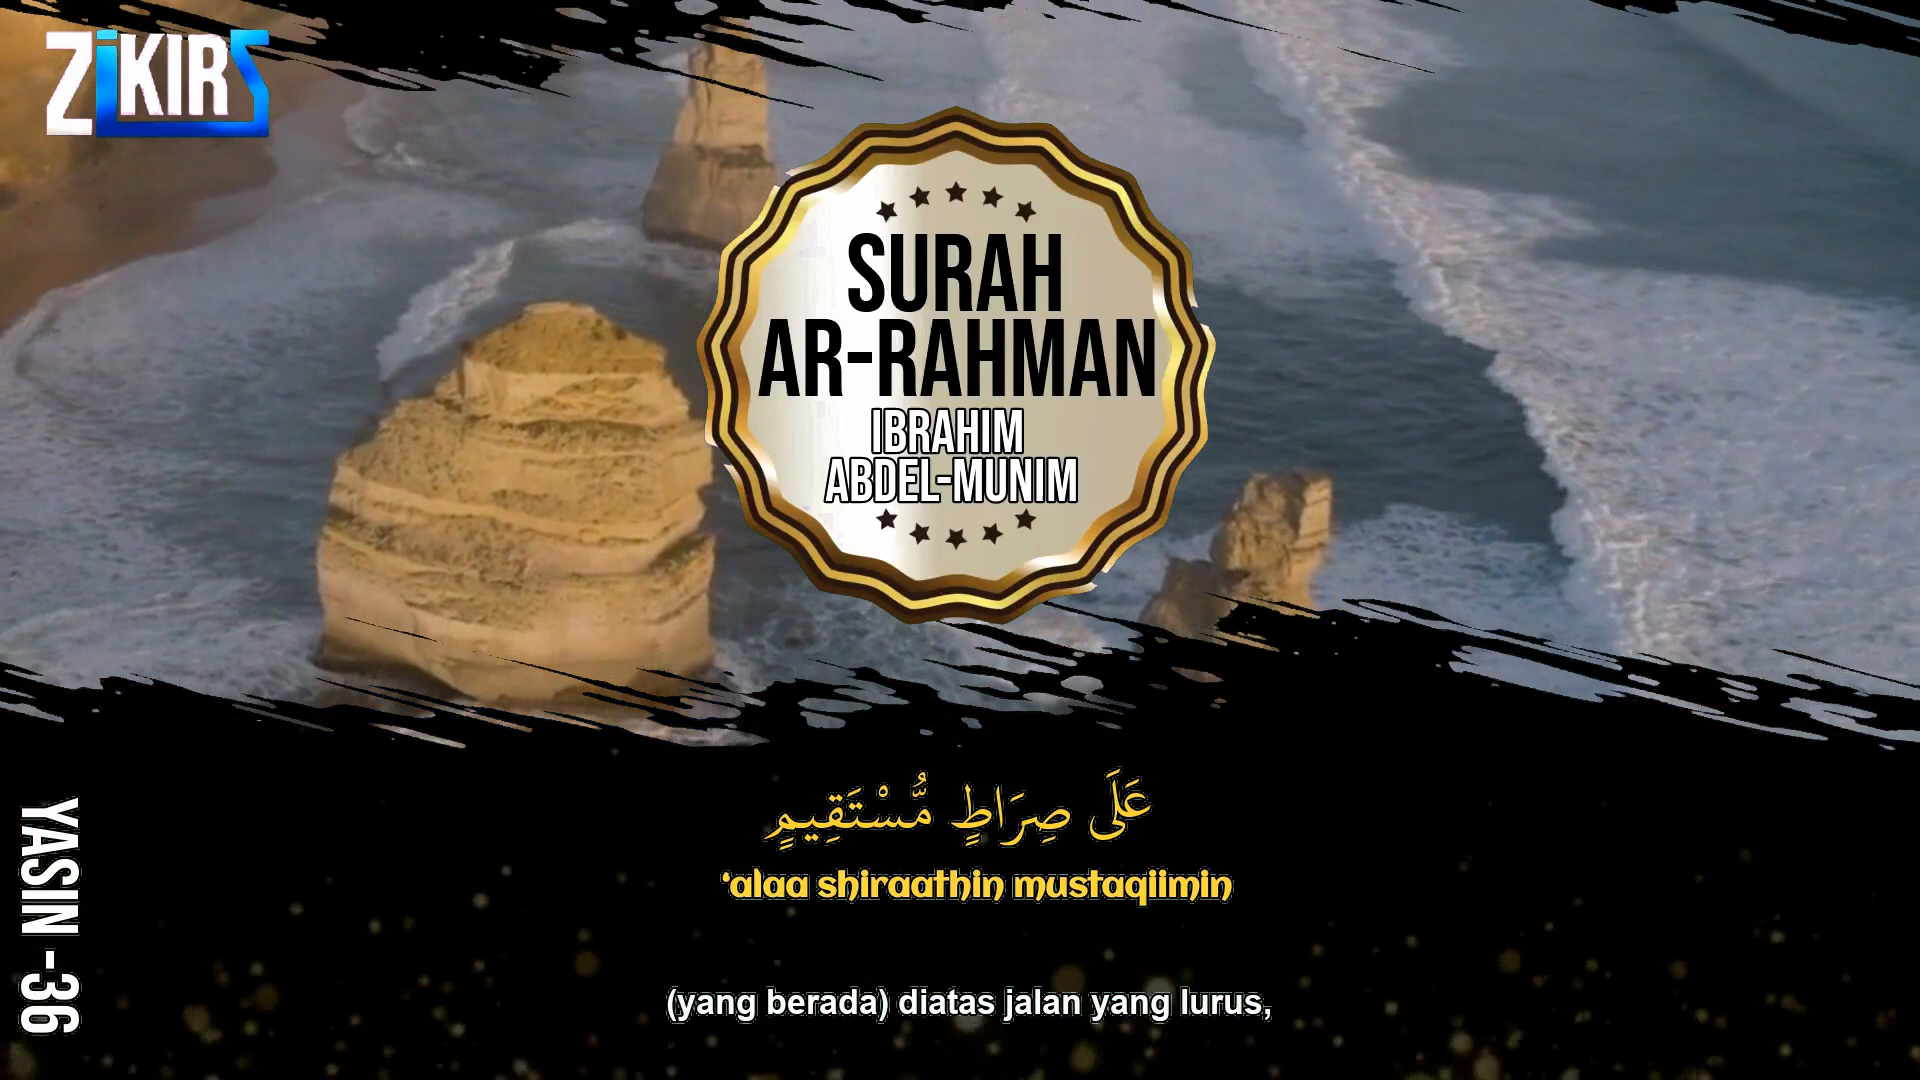 ZiKIRS
SURAH
AR-RAHMAN
IBRAHIM
ABDEL-MUNIM
عَلَى صِرَاطٍ مُّسْتَقِيمٍ
‘alaa shiraathin mustaqiimin
(yang berada) diatas jalan yang lurus,
YASIN -36